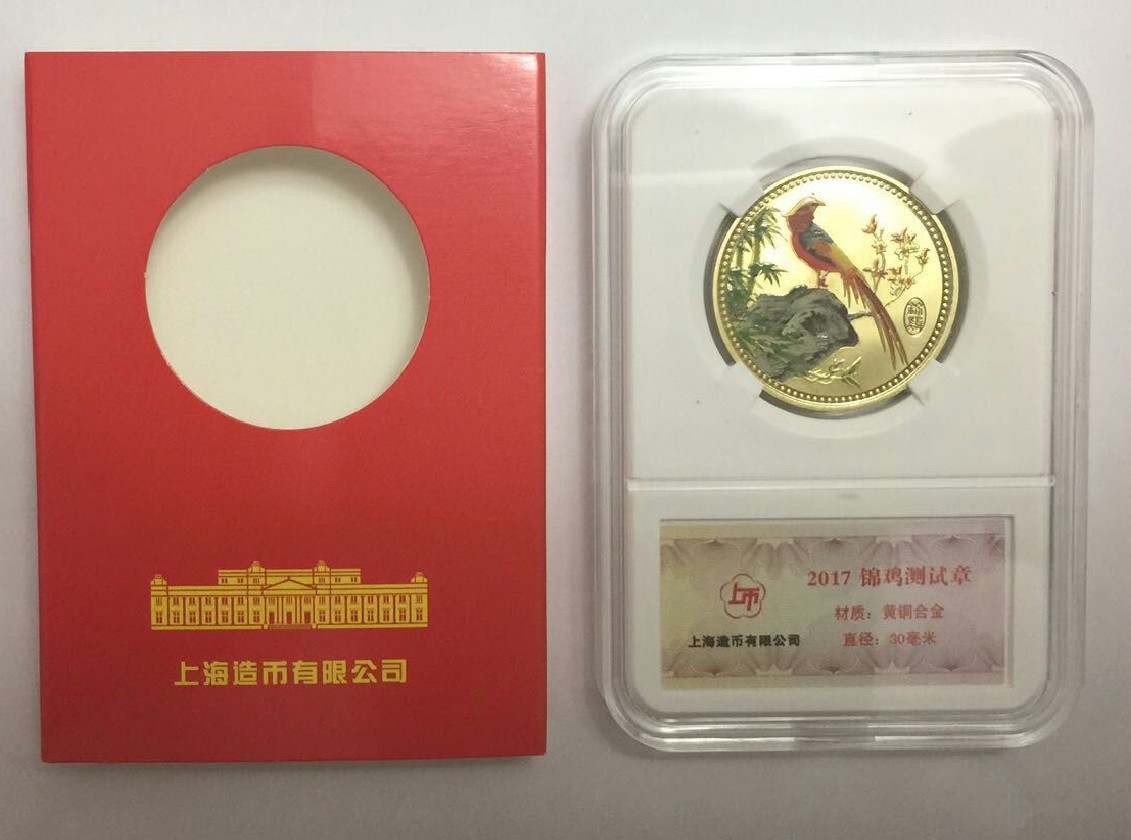 上海造币有限公司
上币
2017 锦鸡测试章
材质：黄铜合金
上海造币有限公司
直径：30毫米